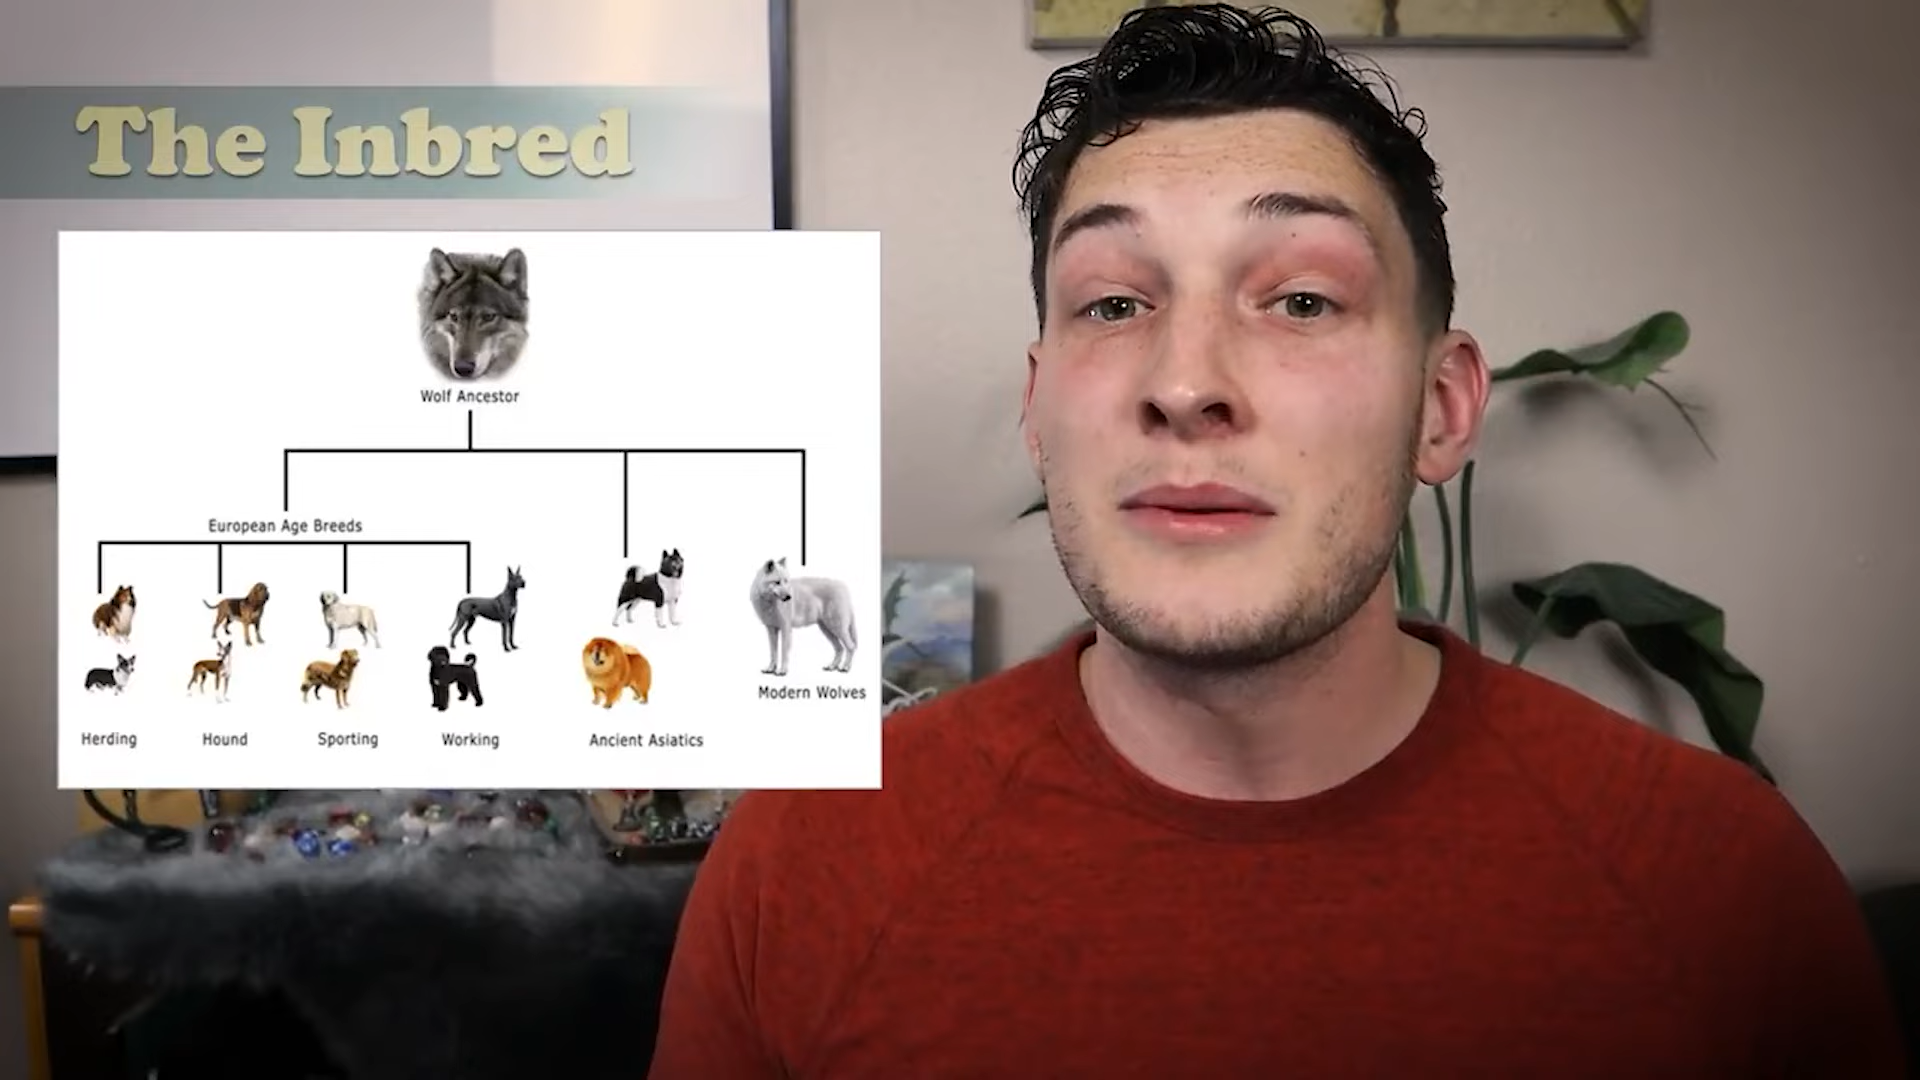 The Inbred
Wolf Ancestor
European Age Breeds
Modern Wolves
Herding
Hound
Sporting
Working
Ancient Asiatics